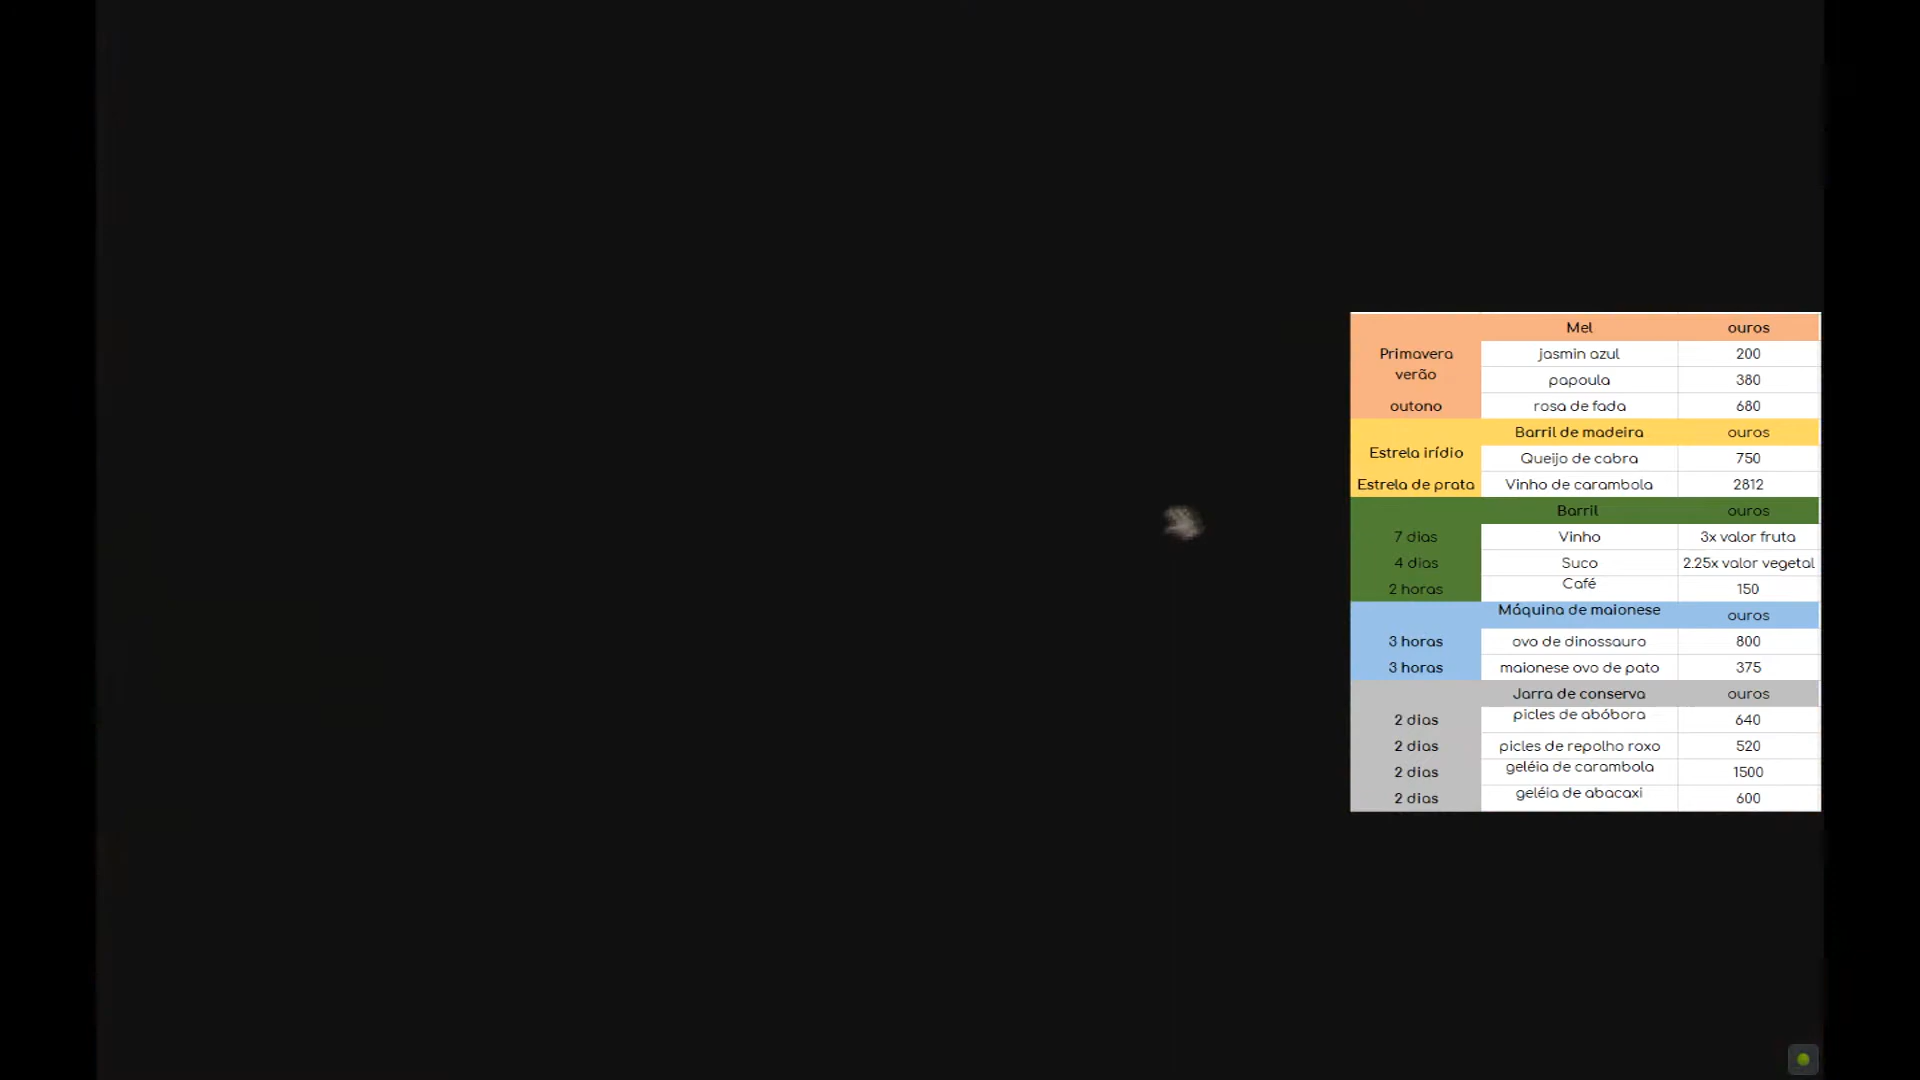 Mel ouros
Primavera jasmin azul 200
verão papoula 380
outono rosa de fada 680
Barril de madeira ouros
Estrela irídio Queijo de cabra 750
Estrela de prata Vinho de carambola 2812
Barril ouros
7 dias Vinho 3x valor fruta
4 dias Suco 2.25x valor vegetal
2 horas Café 150
Máquina de maionese ouros
3 horas ovo de dinossauro 800
3 horas maionese ovo de pato 375
Jarra de conserva ouros
2 dias picles de abóbora 640
2 dias picles de repolho roxo 520
2 dias geléia de carambola 1500
2 dias geléia de abacaxi 600